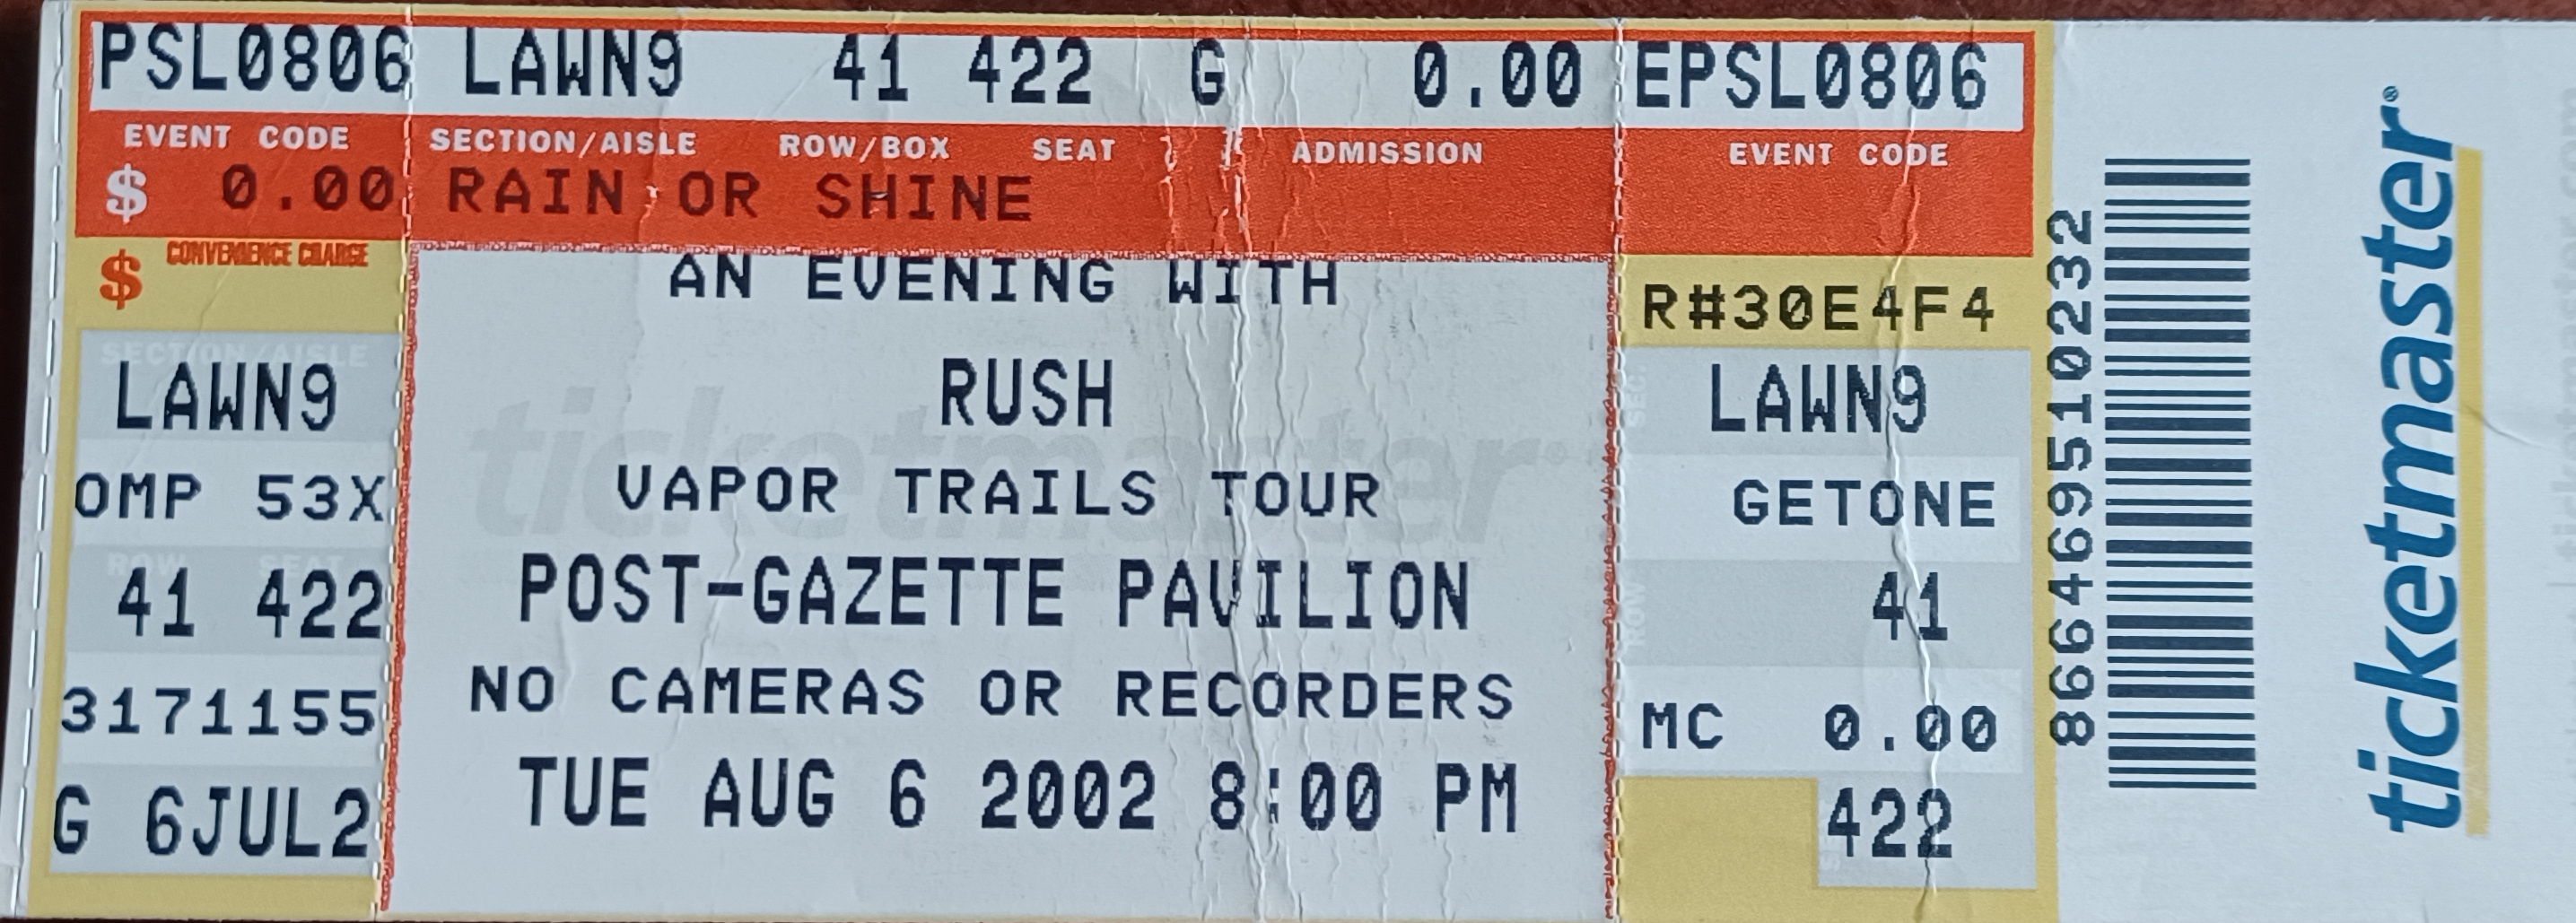 PSL0806 LAWN9 41 422 G 0.00 EPSL0806
EVENT CODE SECTION/AISLE ROW/BOX SEAT ADMISSION EVENT CODE
$ 0.00 RAIN OR SHINE
$ CONVENIENCE CHARGE
SECTION/AISLE
LAWN9
OMP 53X
ROW SEAT
41 422
3171155
G 6JUL2
AN EVENING WITH
RUSH
ticketmaster®
VAPOR TRAILS TOUR
POST-GAZETTE PAVILION
NO CAMERAS OR RECORDERS
TUE AUG 6 2002 8:00 PM
R#30E4F4
SEC.
LAWN9
GETONE
ROW
41
MC 0.00
422
866469510232
ticketmaster®